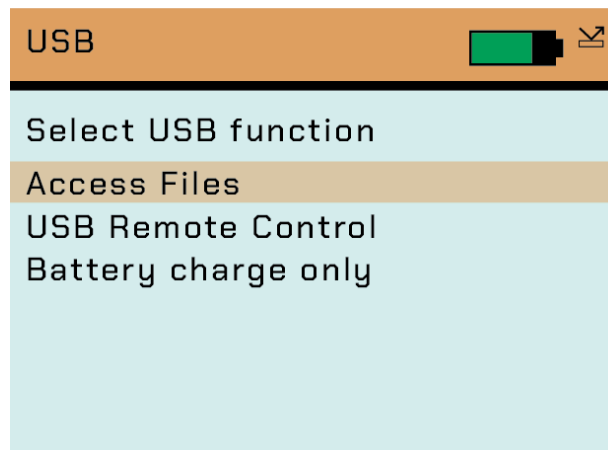 USB
Select USB function
Access Files
USB Remote Control
Battery charge only